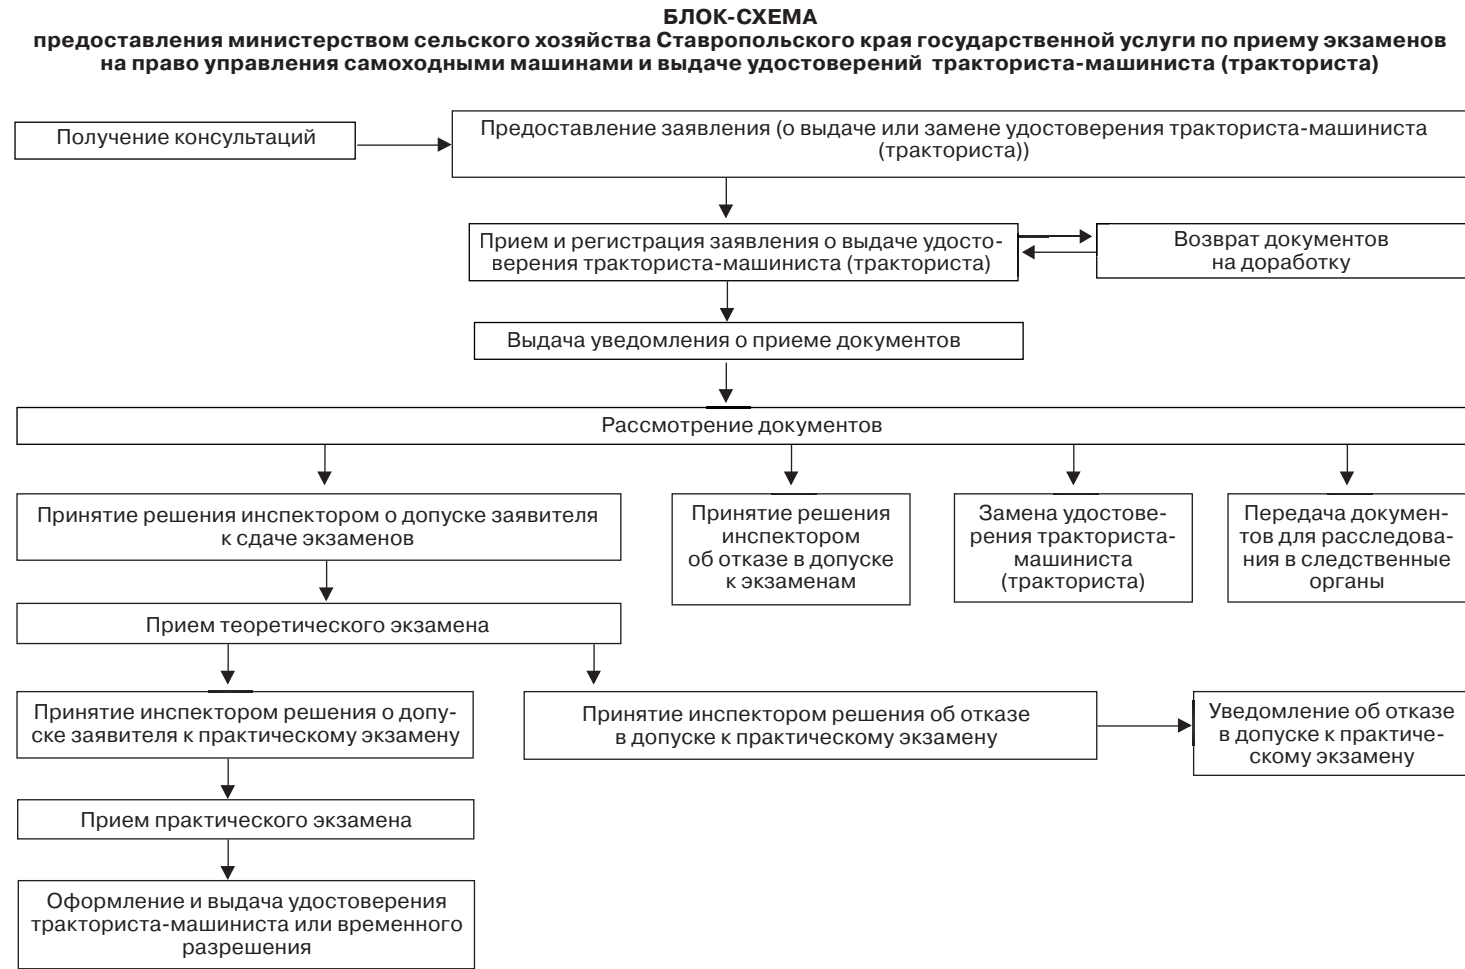 БЛОК-СХЕМА
предоставления министерством сельского хозяйства Ставропольского края государственной услуги по приему экзаменов
на право управления самоходными машинами и выдаче удостоверений тракториста-машиниста (тракториста)
Получение консультаций
Предоставление заявления (о выдаче или замене удостоверения тракториста-машиниста
(тракториста))
Прием и регистрация заявления о выдаче удосто-
верения тракториста-машиниста (тракториста)
Возврат документов
на доработку
Выдача уведомления о приеме документов
Рассмотрение документов
Принятие решения инспектором о допуске заявителя
к сдаче экзаменов
Принятие решения
инспектором
об отказе в допуске
к экзаменам
Замена удостове-
рения тракториста-
машиниста
(тракториста)
Передача докумен-
тов для расследова-
ния в следственные
органы
Прием теоретического экзамена
Принятие инспектором решения о допу-
ске заявителя к практическому экзамену
Принятие инспектором решения об отказе
в допуске к практическому экзамену
Уведомление об отказе
в допуске к практиче-
скому экзамену
Прием практического экзамена
Оформление и выдача удостоверения
тракториста-машиниста или временного
разрешения